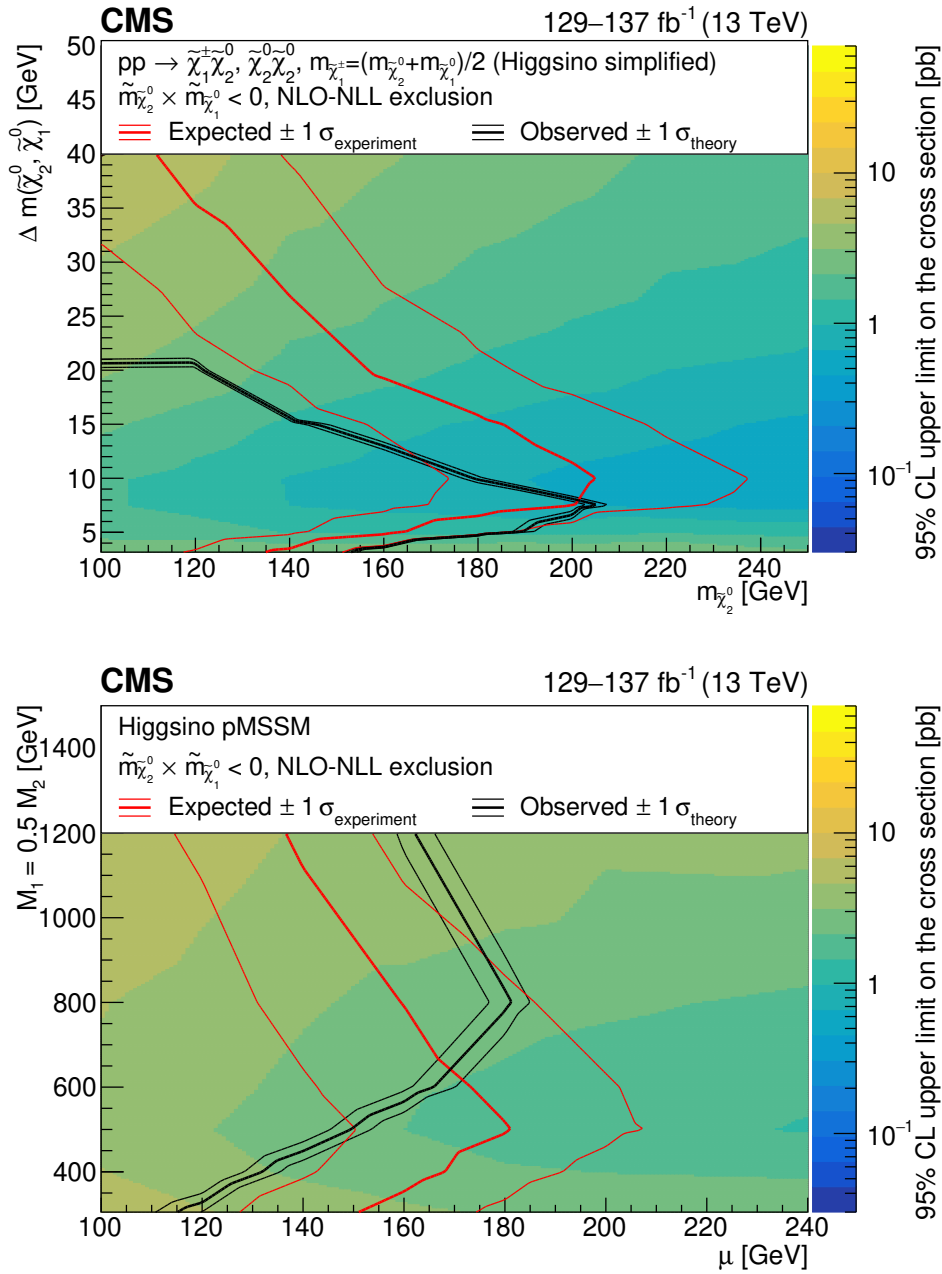 CMS 129–137 fb⁻¹ (13 TeV)
pp → χ̃₁±χ̃₂⁰, χ̃₂⁰χ̃₂⁰, m_χ̃₁± =(m_χ̃₂⁰+m_χ̃₁⁰)/2 (Higgsino simplified)
m̃_χ̃₂⁰ × m̃_χ̃₁⁰ < 0, NLO-NLL exclusion
Expected ± 1 σ_experiment Observed ± 1 σ_theory
Δ m(χ̃₂⁰, χ̃₁⁰) [GeV]
50
45
40
35
30
25
20
15
10
5
100 120 140 160 180 200 220 240
m_χ̃₂⁰ [GeV]
10
1
10⁻¹
95% CL upper limit on the cross section [pb]
CMS 129–137 fb⁻¹ (13 TeV)
Higgsino pMSSM
m̃_χ̃₂⁰ × m̃_χ̃₁⁰ < 0, NLO-NLL exclusion
Expected ± 1 σ_experiment Observed ± 1 σ_theory
M₁ = 0.5 M₂ [GeV]
1400
1200
1000
800
600
400
100 120 140 160 180 200 220 240
μ [GeV]
10
1
10⁻¹
95% CL upper limit on the cross section [pb]